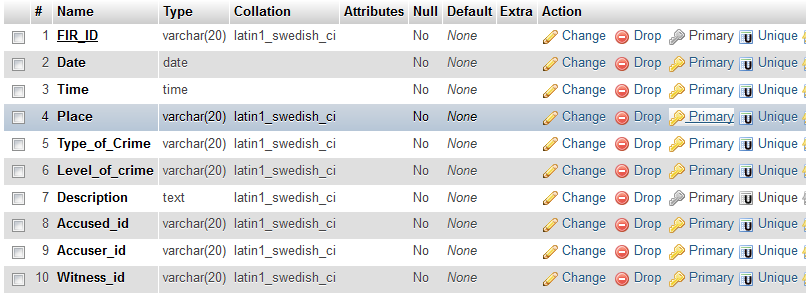 # Name Type Collation Attributes Null Default Extra Action
1 FIR_ID varchar(20) latin1_swedish_ci No None Change Drop Primary Unique
2 Date date No None Change Drop Primary Unique
3 Time time No None Change Drop Primary Unique
4 Place varchar(20) latin1_swedish_ci No None Change Drop Primary Unique
5 Type_of_Crime varchar(20) latin1_swedish_ci No None Change Drop Primary Unique
6 Level_of_crime varchar(20) latin1_swedish_ci No None Change Drop Primary Unique
7 Description text latin1_swedish_ci No None Change Drop Primary Unique
8 Accused_id varchar(20) latin1_swedish_ci No None Change Drop Primary Unique
9 Accuser_id varchar(20) latin1_swedish_ci No None Change Drop Primary Unique
10 Witness_id varchar(20) latin1_swedish_ci No None Change Drop Primary Unique